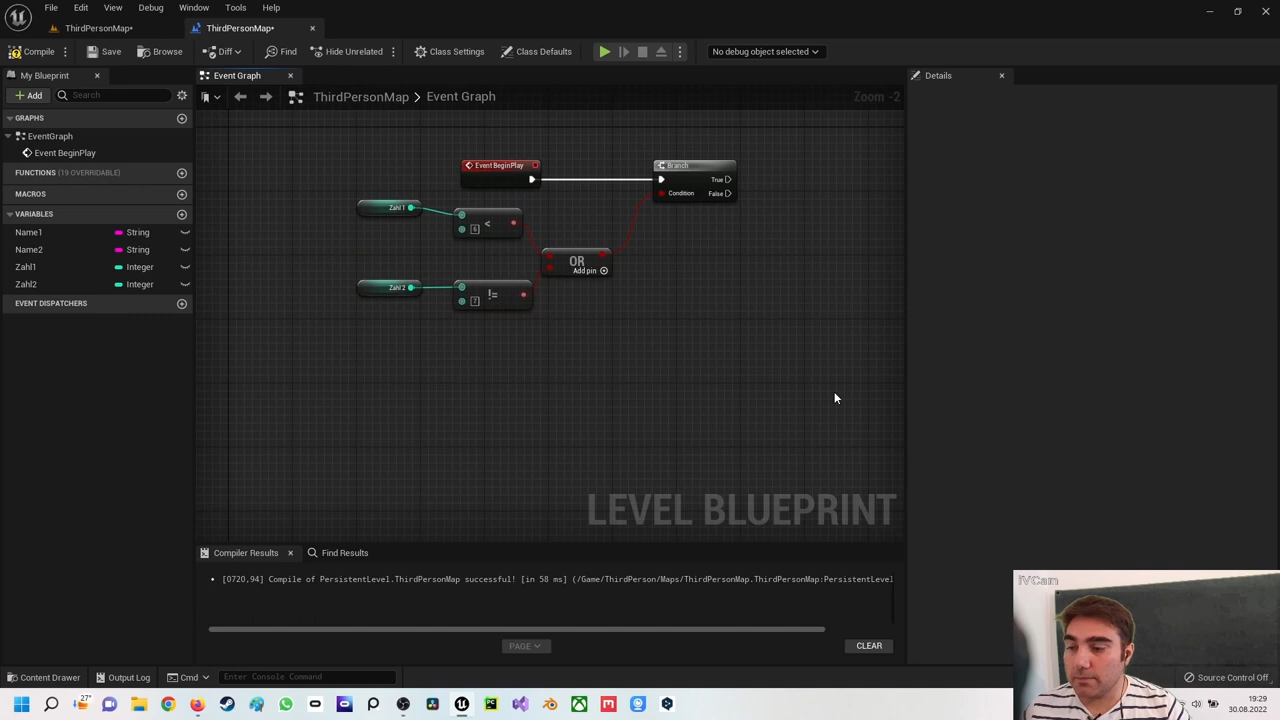 File Edit Asset View Debug Window Tools Help
ThirdPersonMap•
ThirdPersonMap•
Compile Save Browse Diff Find Hide Unrelated Class Settings Class Defaults No debug object selected
My Blueprint
Event Graph
Details
Add Search
ThirdPersonMap > Event Graph
Zoom -2
GRAPHS
EventGraph
Event BeginPlay
FUNCTIONS (19 OVERRIDABLE)
MACROS
VARIABLES
Name1 String
Name2 String
Zahl1 Integer
Zahl2 Integer
EVENT DISPATCHERS
Event BeginPlay
Branch
True
Condition False
Zahl 1
<
6
OR
Add pin
Zahl 2
!=
7
LEVEL BLUEPRINT
Compiler Results Find Results
[0720,94] Compile of PersistentLevel.ThirdPersonMap successful! [in 58 ms] (/Game/ThirdPerson/Maps/ThirdPersonMap.ThirdPersonMap:PersistentLevel
PAGE
CLEAR
Content Drawer Output Log Cmd Enter Console Command
Source Control Off
iVCam
27°
19:29
30.08.2022